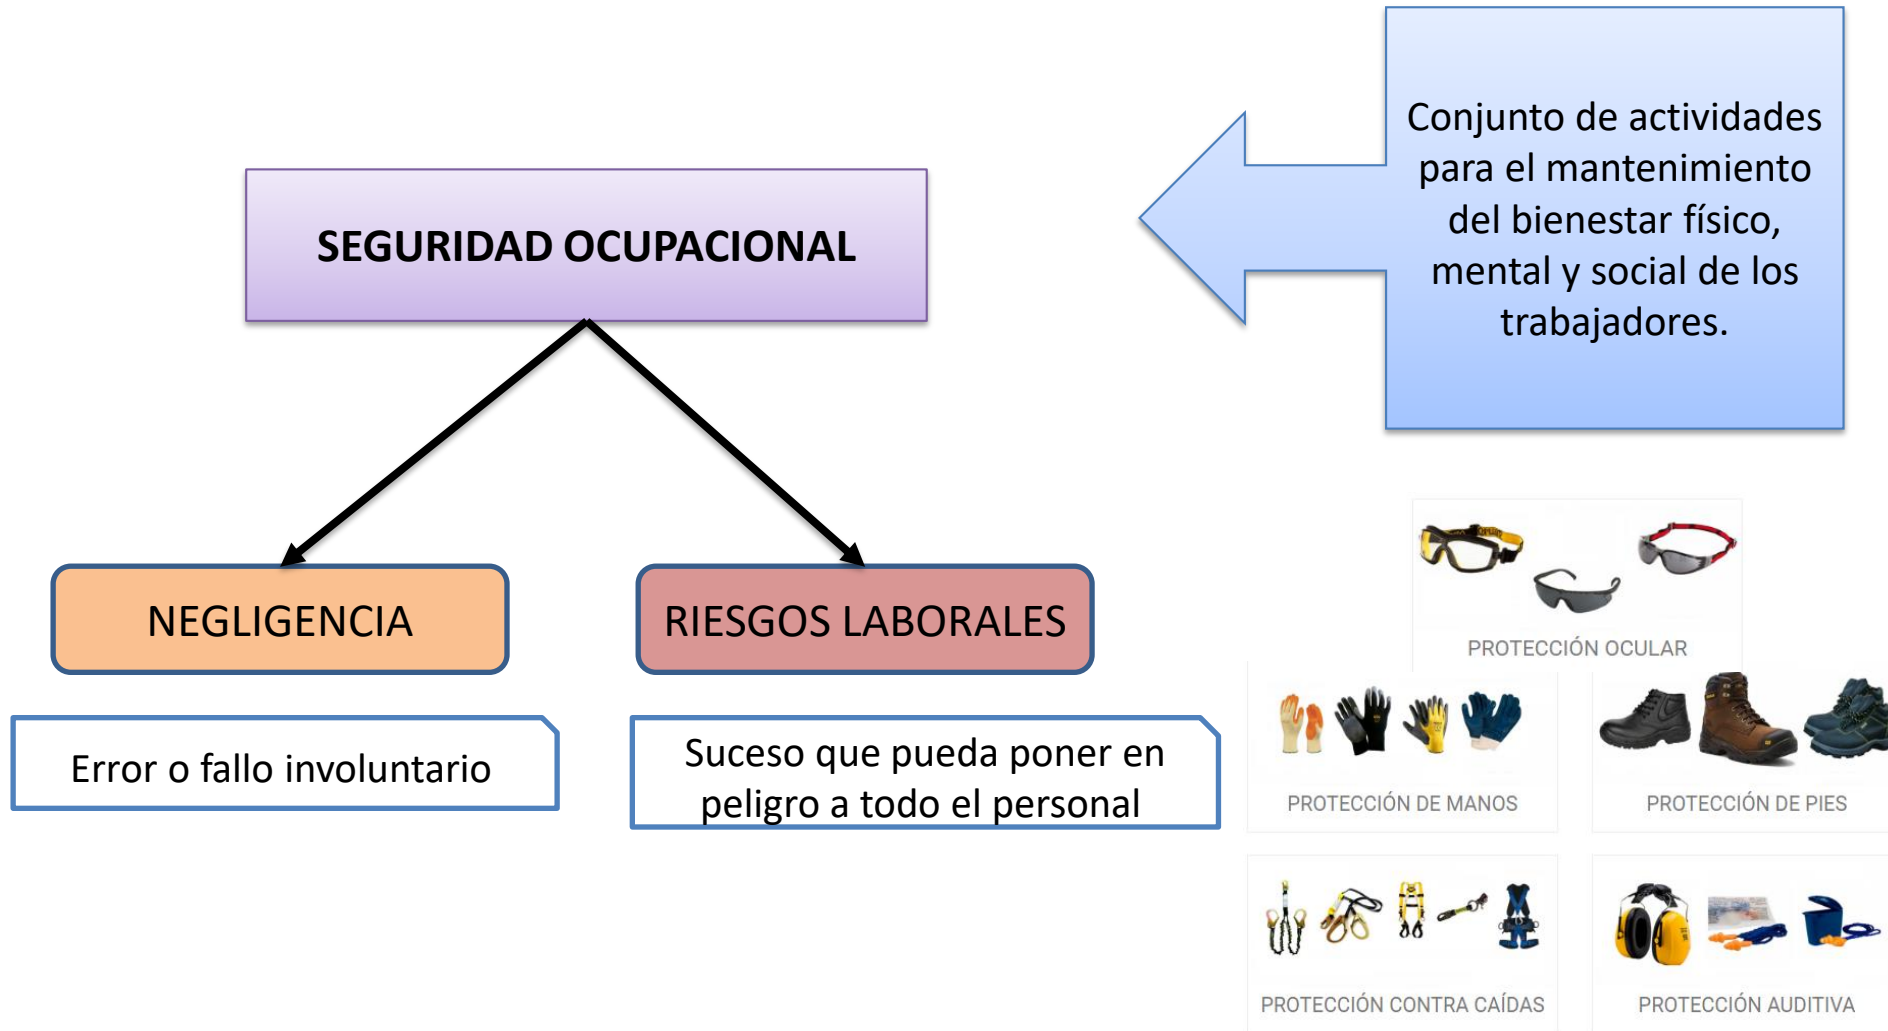 SEGURIDAD OCUPACIONAL
Conjunto de actividades
para el mantenimiento
del bienestar físico,
mental y social de los
trabajadores.
NEGLIGENCIA
RIESGOS LABORALES
Error o fallo involuntario
Suceso que pueda poner en
peligro a todo el personal
PROTECCIÓN OCULAR
PROTECCIÓN DE MANOS
PROTECCIÓN DE PIES
PROTECCIÓN CONTRA CAÍDAS
PROTECCIÓN AUDITIVA